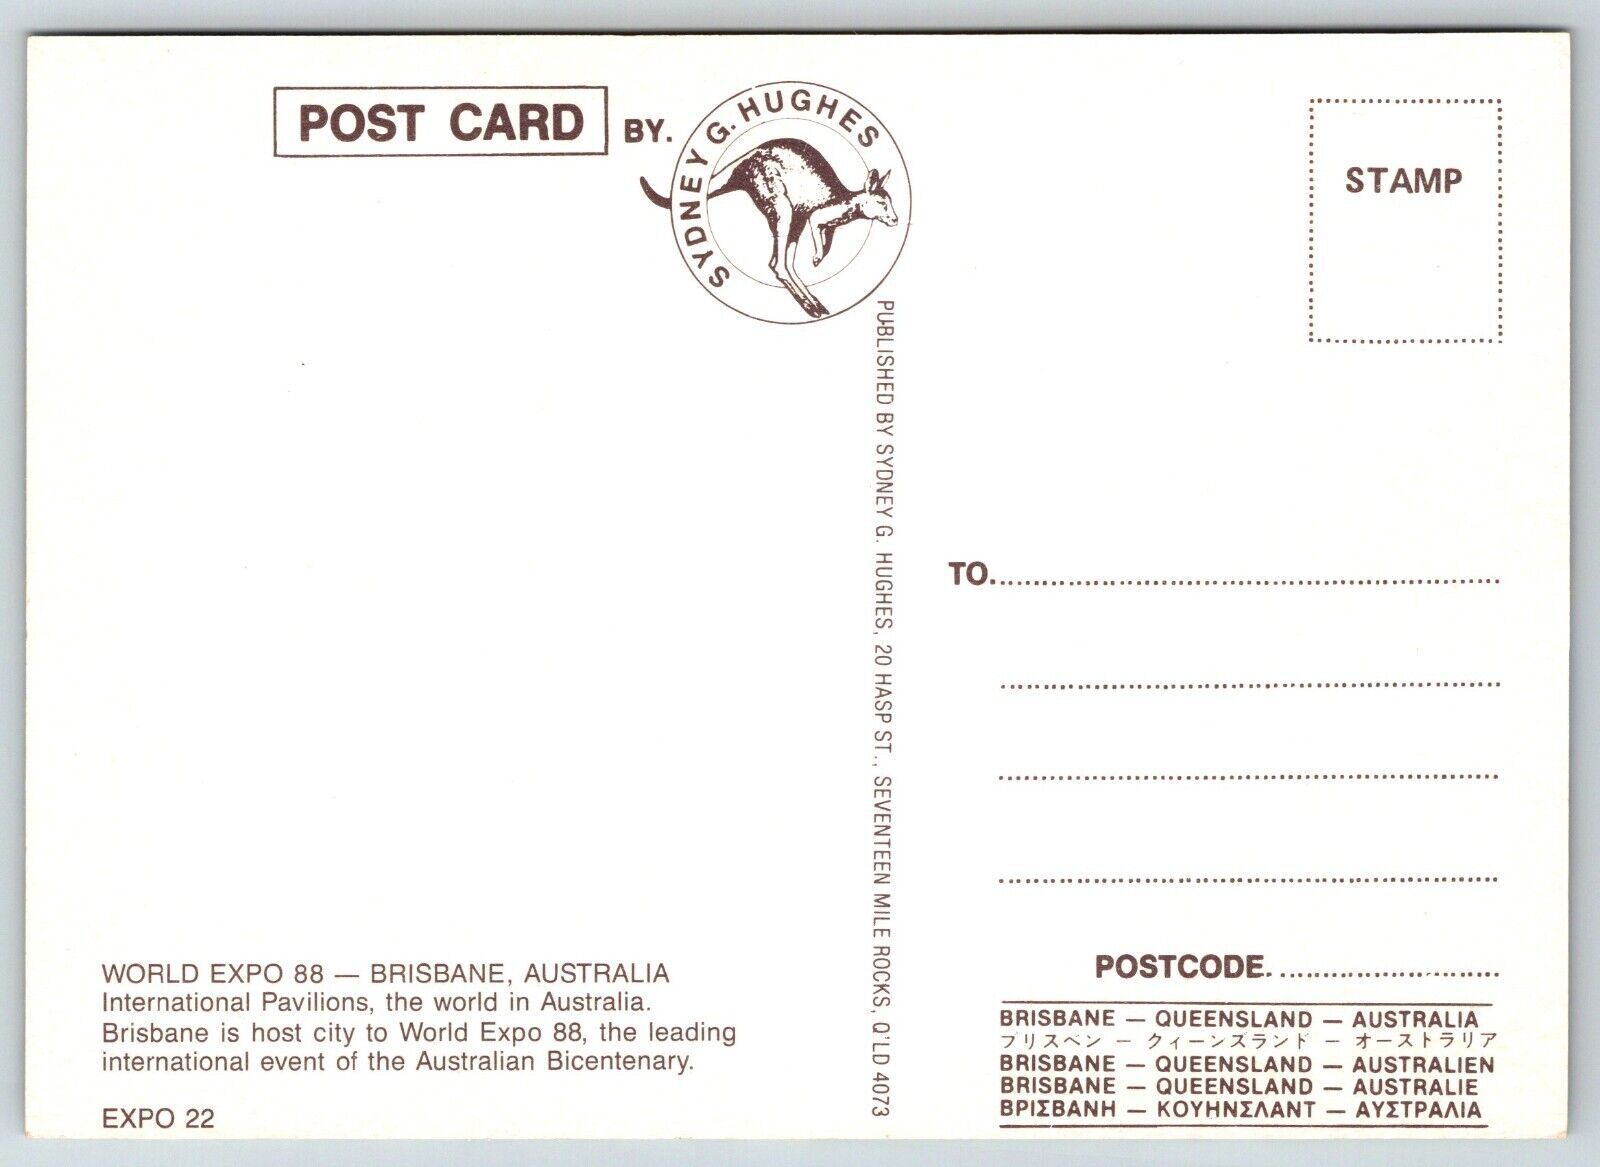 POST CARD BY.
SYDNEY G. HUGHES
STAMP
PUBLISHED BY SYDNEY G. HUGHES, 20 HASP ST., SEVENTEEN MILE ROCKS, Q'LD 4073
TO.
POSTCODE.
WORLD EXPO 88 — BRISBANE, AUSTRALIA
International Pavilions, the world in Australia.
Brisbane is host city to World Expo 88, the leading
international event of the Australian Bicentenary.
EXPO 22
BRISBANE — QUEENSLAND — AUSTRALIA
ブリスベン － クィーンズランド － オーストラリア
BRISBANE — QUEENSLAND — AUSTRALIEN
BRISBANE — QUEENSLAND — AUSTRALIE
ΒΡΙΣΒΑΝΗ — ΚΟΥΗΝΣΛΑΝΤ — ΑΥΣΤΡΑΛΙΑ